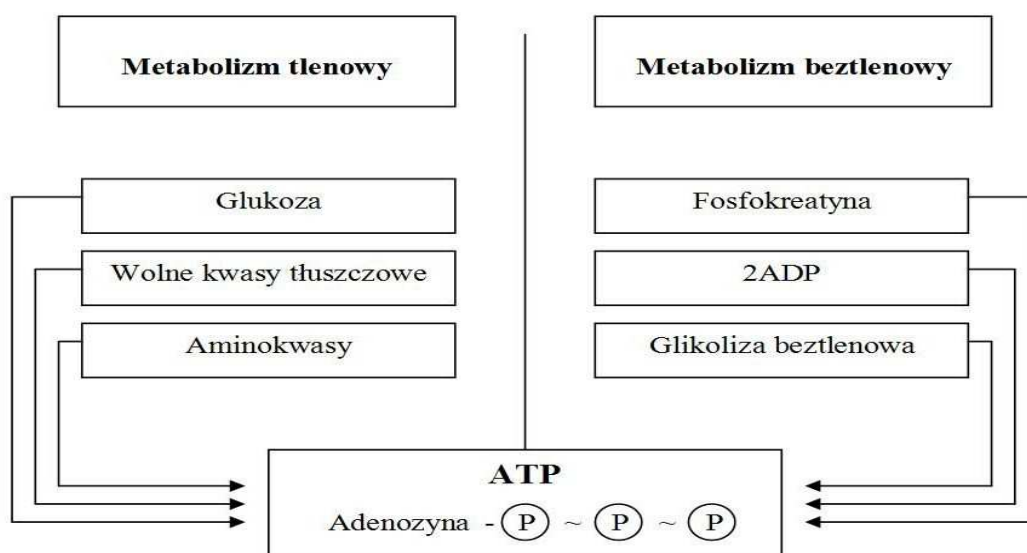 Metabolizm tlenowy
Metabolizm beztlenowy
Glukoza
Wolne kwasy tłuszczowe
Aminokwasy
Fosfokreatyna
2ADP
Glikoliza beztlenowa
ATP
Adenozyna - P ~ P ~ P